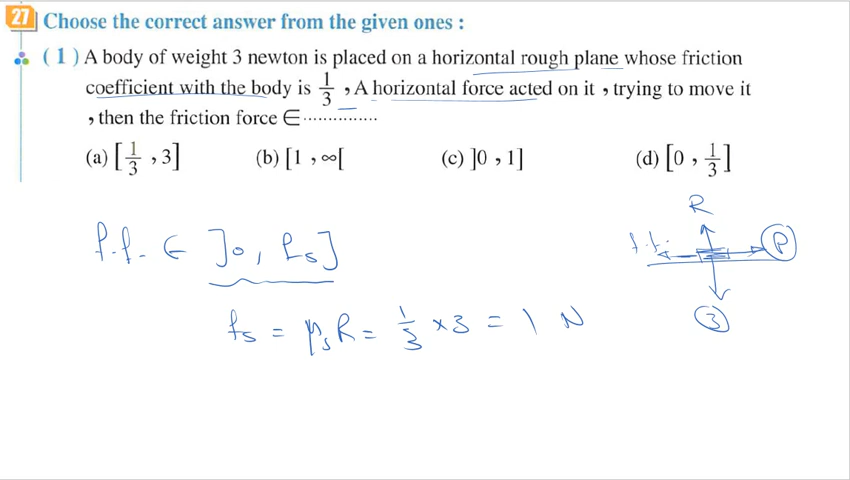 27 Choose the correct answer from the given ones :
( 1 ) A body of weight 3 newton is placed on a horizontal rough plane whose friction
coefficient with the body is 1/3 , A horizontal force acted on it , trying to move it
, then the friction force ∈ ...............
(a) [1/3 , 3] (b) [1 , ∞[ (c) ]0 , 1] (d) [0 , 1/3]
R
f.f. ∈ ]0, fs]
f.f. P
fs = μs R = 1/3 × 3 = 1 N
3